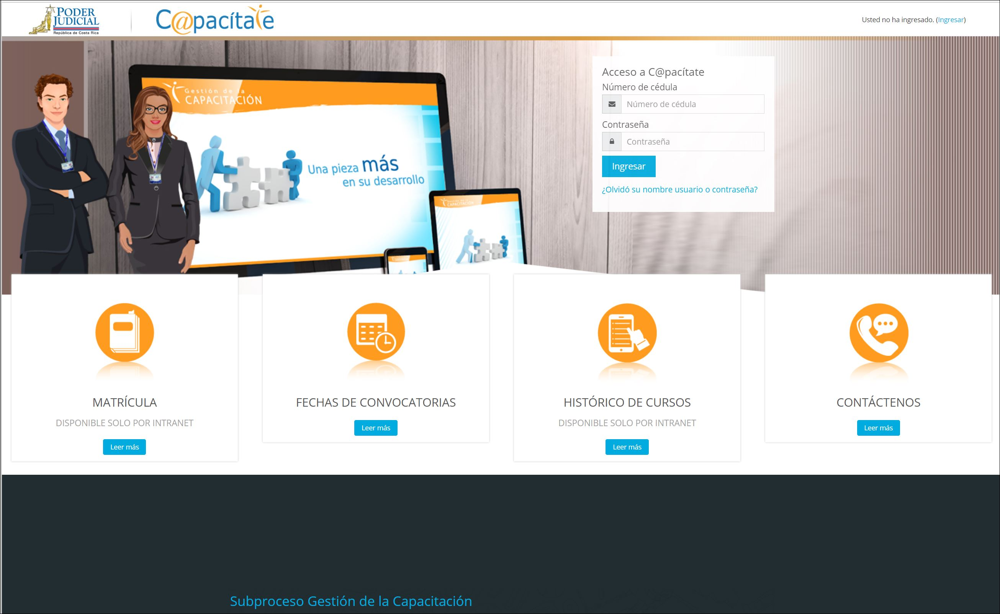 PODER
JUDICIAL
República de Costa Rica
C@pacítate
Usted no ha ingresado. (Ingresar)
Gestión de la
CAPACITACIÓN
Una pieza más
en su desarrollo
CAPACITACIÓN
Acceso a C@pacítate
Número de cédula
Número de cédula
Contraseña
Contraseña
Ingresar
¿Olvidó su nombre usuario o contraseña?
MATRÍCULA
DISPONIBLE SOLO POR INTRANET
Leer más
FECHAS DE CONVOCATORIAS
Leer más
HISTÓRICO DE CURSOS
DISPONIBLE SOLO POR INTRANET
Leer más
CONTÁCTENOS
Leer más
Subproceso Gestión de la Capacitación